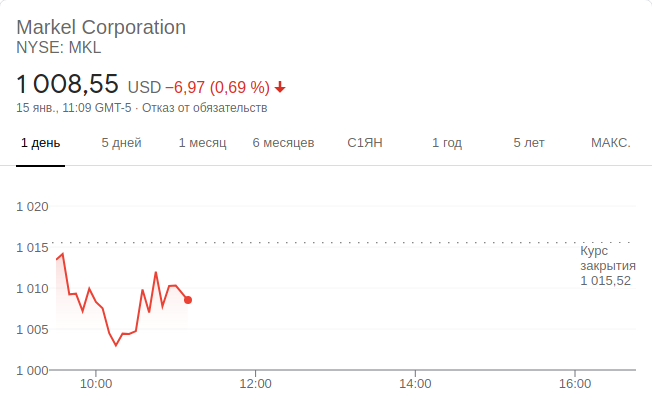 Markel Corporation
NYSE: MKL
1 008,55 USD −6,97 (0,69 %)
15 янв., 11:09 GMT-5 · Отказ от обязательств
1 день 5 дней 1 месяц 6 месяцев С1ЯН 1 год 5 лет МАКС.
1 020
1 015
Курс
закрытия
1 015,52
1 010
1 005
1 000
10:00 12:00 14:00 16:00